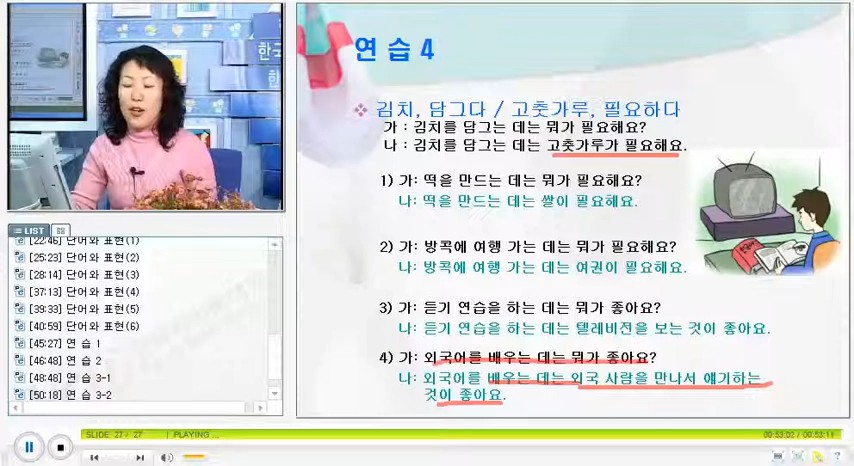 한국
연 습 4
김치, 담그다 / 고춧가루, 필요하다
가 : 김치를 담그는 데는 뭐가 필요해요?
나 : 김치를 담그는 데는 고춧가루가 필요해요.
1) 가: 떡을 만드는 데는 뭐가 필요해요?
나: 떡을 만드는 데는 쌀이 필요해요.
2) 가: 방콕에 여행 가는 데는 뭐가 필요해요?
나: 방콕에 여행 가는 데는 여권이 필요해요.
3) 가: 듣기 연습을 하는 데는 뭐가 좋아요?
나: 듣기 연습을 하는 데는 텔레비전을 보는 것이 좋아요.
4) 가: 외국어를 배우는 데는 뭐가 좋아요?
나: 외국어를 배우는 데는 외국 사람을 만나서 얘기하는
것이 좋아요.
LIST
[22:46] 단어와 표현(1)
[25:23] 단어와 표현(2)
[28:14] 단어와 표현(3)
[37:13] 단어와 표현(4)
[39:33] 단어와 표현(5)
[40:59] 단어와 표현(6)
[45:27] 연 습 1
[46:48] 연 습 2
[48:48] 연 습 3-1
[50:18] 연 습 3-2
SLIDE 27 / 27 | PLAYING ...
00:53:02 / 00:53:11